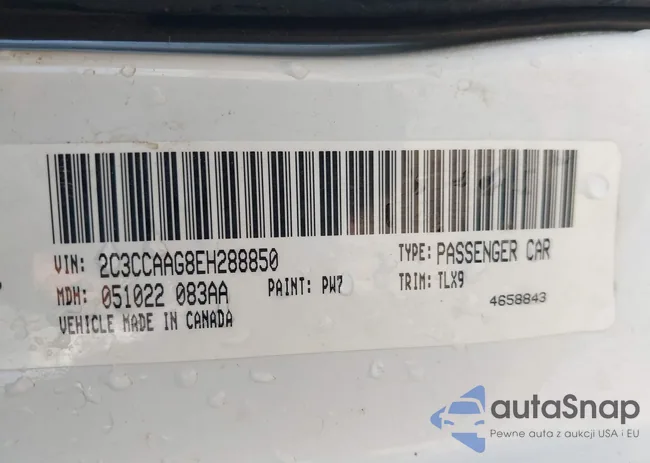 VIN: 2C3CCAAG8EH288850 TYPE: PASSENGER CAR
MDH: 051022 083AA PAINT: PW7 TRIM: TLX9
VEHICLE MADE IN CANADA 4658843
autaSnap
Pewne auta z aukcji USA i EU